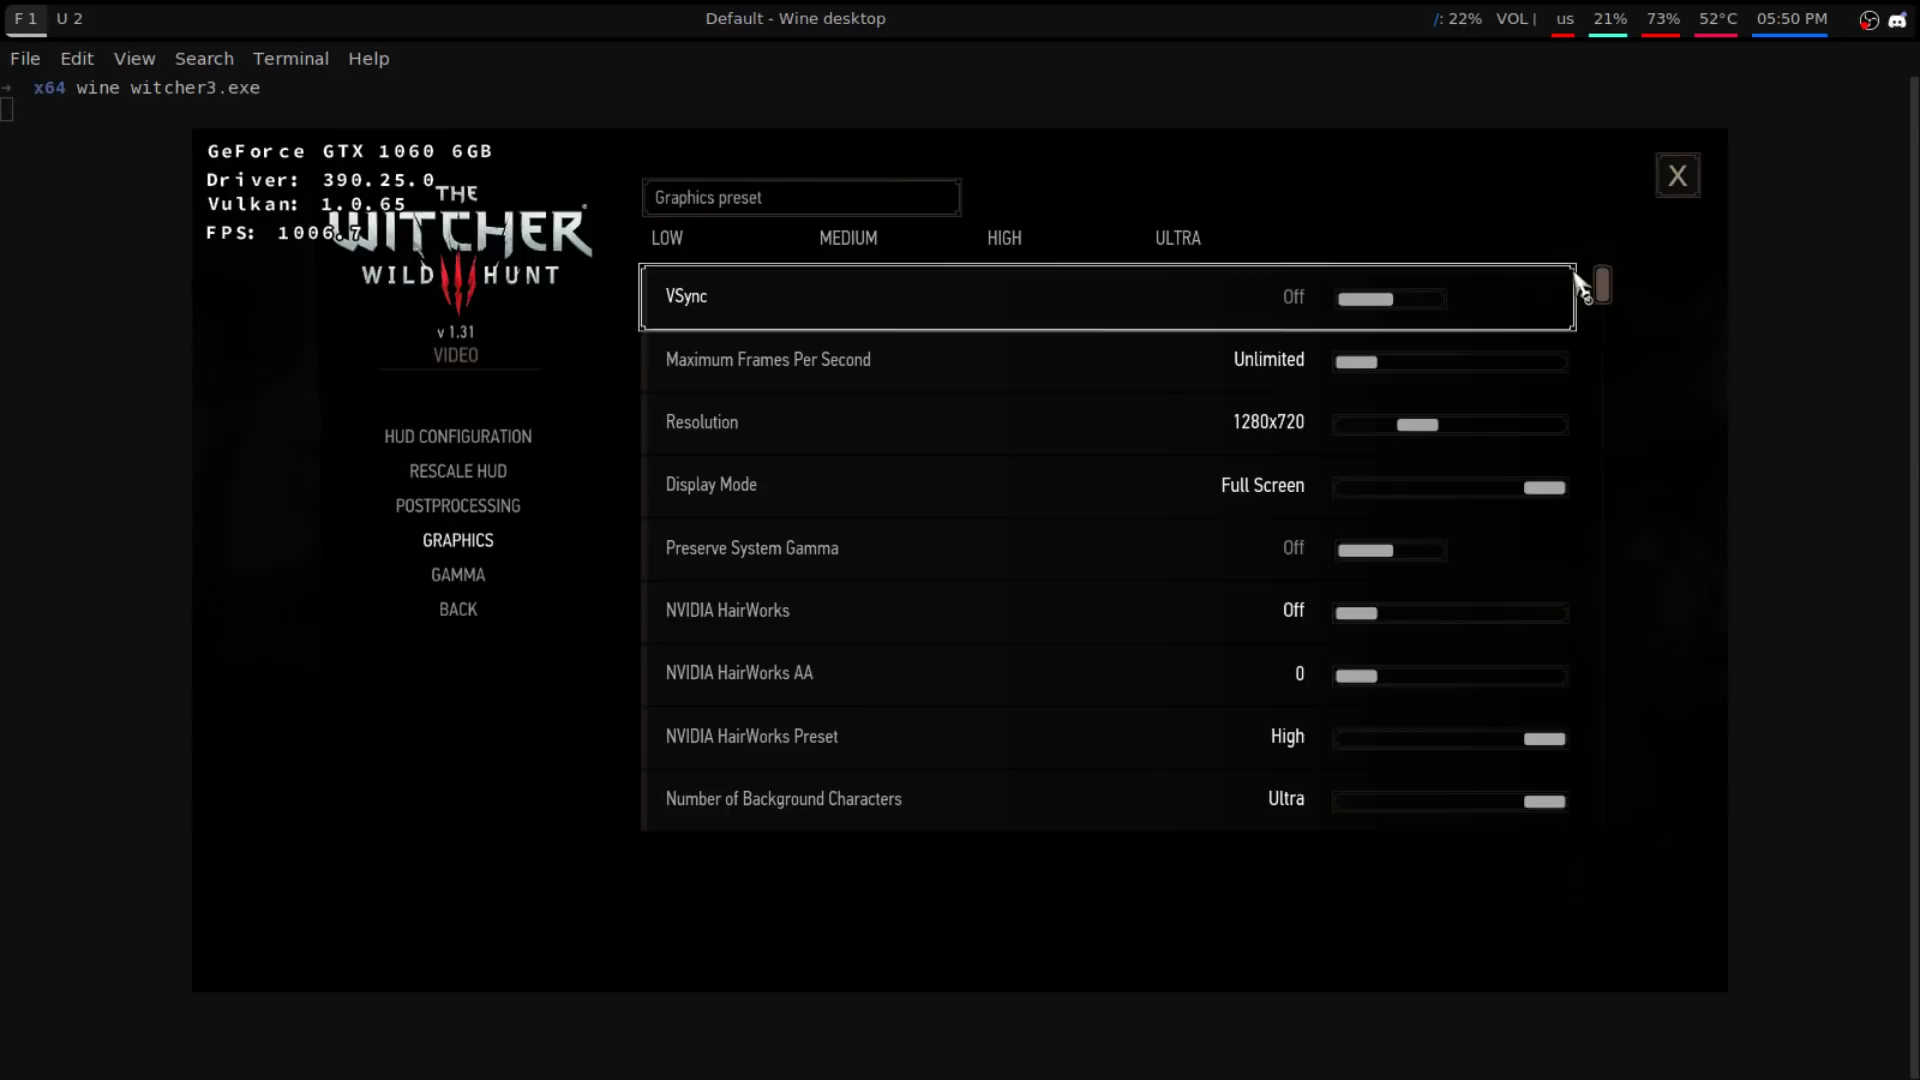 F 1 U 2 Default - Wine desktop /: 22% VOL | us 21% 73% 52°C 05:50 PM
File Edit View Search Terminal Help
→ x64 wine witcher3.exe
GeForce GTX 1060 6GB
Driver: 390.25.0
Vulkan: 1.0.65
FPS: 1006.7
THE
WITCHER
WILD HUNT
v 1.31
VIDEO
HUD CONFIGURATION
RESCALE HUD
POSTPROCESSING
GRAPHICS
GAMMA
BACK
Graphics preset
X
LOW MEDIUM HIGH ULTRA
VSync Off
Maximum Frames Per Second Unlimited
Resolution 1280x720
Display Mode Full Screen
Preserve System Gamma Off
NVIDIA HairWorks Off
NVIDIA HairWorks AA 0
NVIDIA HairWorks Preset High
Number of Background Characters Ultra